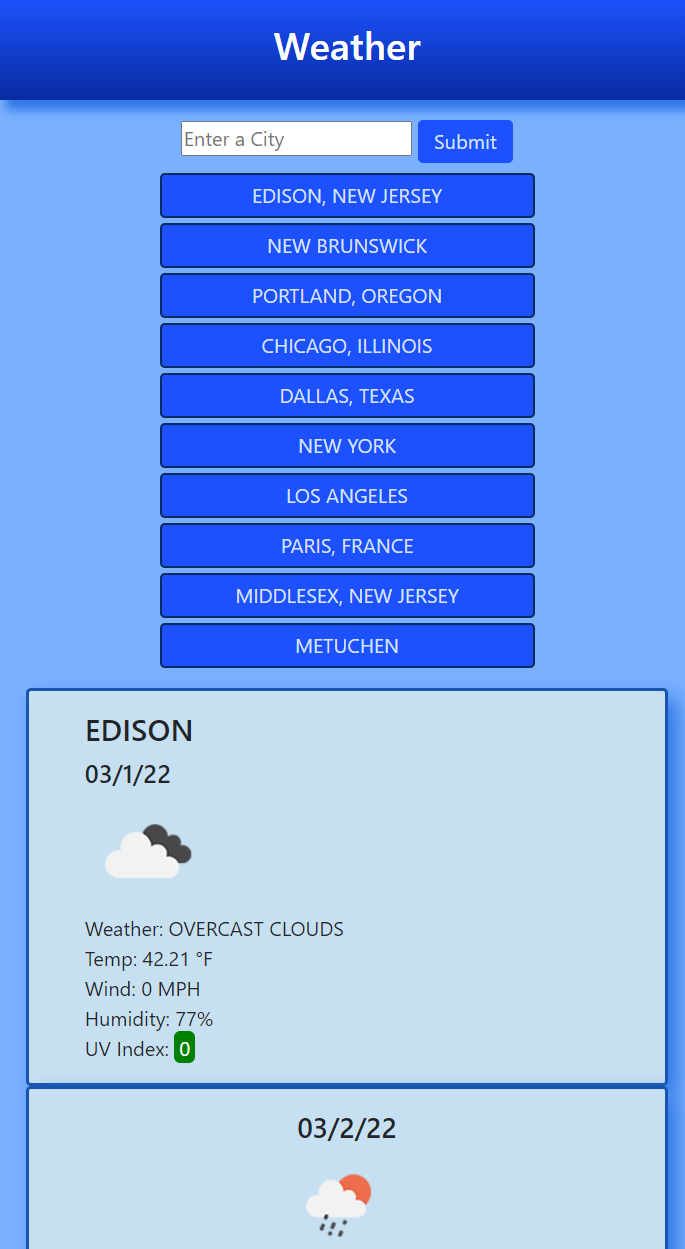 Weather
Enter a City
Submit
EDISON, NEW JERSEY
NEW BRUNSWICK
PORTLAND, OREGON
CHICAGO, ILLINOIS
DALLAS, TEXAS
NEW YORK
LOS ANGELES
PARIS, FRANCE
MIDDLESEX, NEW JERSEY
METUCHEN
EDISON
03/1/22
Weather: OVERCAST CLOUDS
Temp: 42.21 °F
Wind: 0 MPH
Humidity: 77%
UV Index: 0
03/2/22